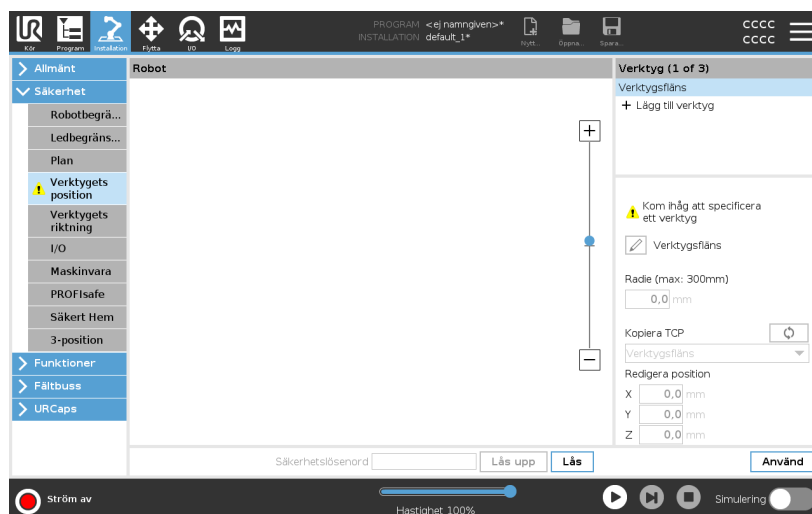 UR
Kör
Program
Installation
Flytta
I/O
Logg
PROGRAM <ej namngiven>*
INSTALLATION default_1*
Nytt...
Öppna...
Spara...
CCCC
CCCC
Allmänt
Säkerhet
Robotbegrä...
Ledbegräns...
Plan
Verktygets
position
Verktygets
riktning
I/O
Maskinvara
PROFIsafe
Säkert Hem
3-position
Funktioner
Fältbuss
URCaps
Robot
Verktyg (1 of 3)
Verktygsfläns
+ Lägg till verktyg
Kom ihåg att specificera
ett verktyg
Verktygsfläns
Radie (max: 300mm)
0,0 mm
Kopiera TCP
Verktygsfläns
Redigera position
X 0,0 mm
Y 0,0 mm
Z 0,0 mm
Säkerhetslösenord
Lås upp
Lås
Använd
Ström av
Hastighet 100%
Simulering